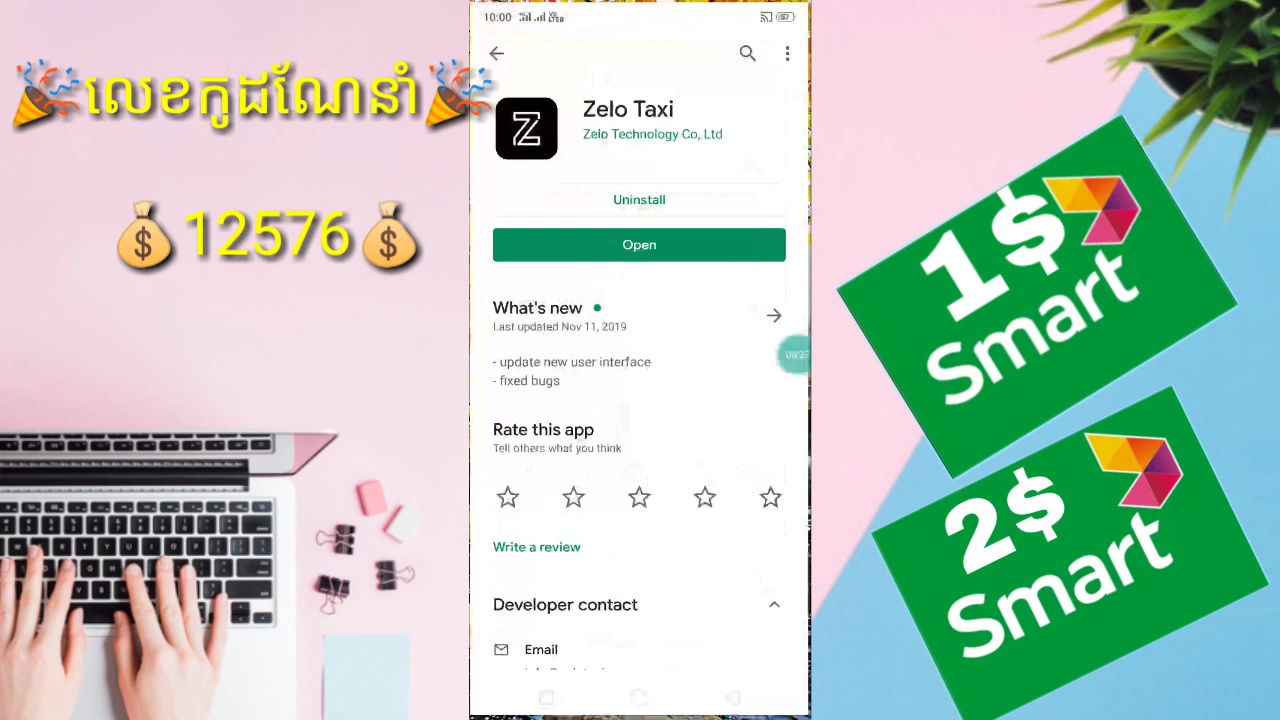 លេខកូដណែនាំ
12576
10:00
Zelo Taxi
Zelo Technology Co, Ltd
Uninstall
Open
What's new
Last updated Nov 11, 2019
- update new user interface
- fixed bugs
Rate this app
Tell others what you think
Write a review
Developer contact
Email
00:27
1$
Smart
2$
Smart